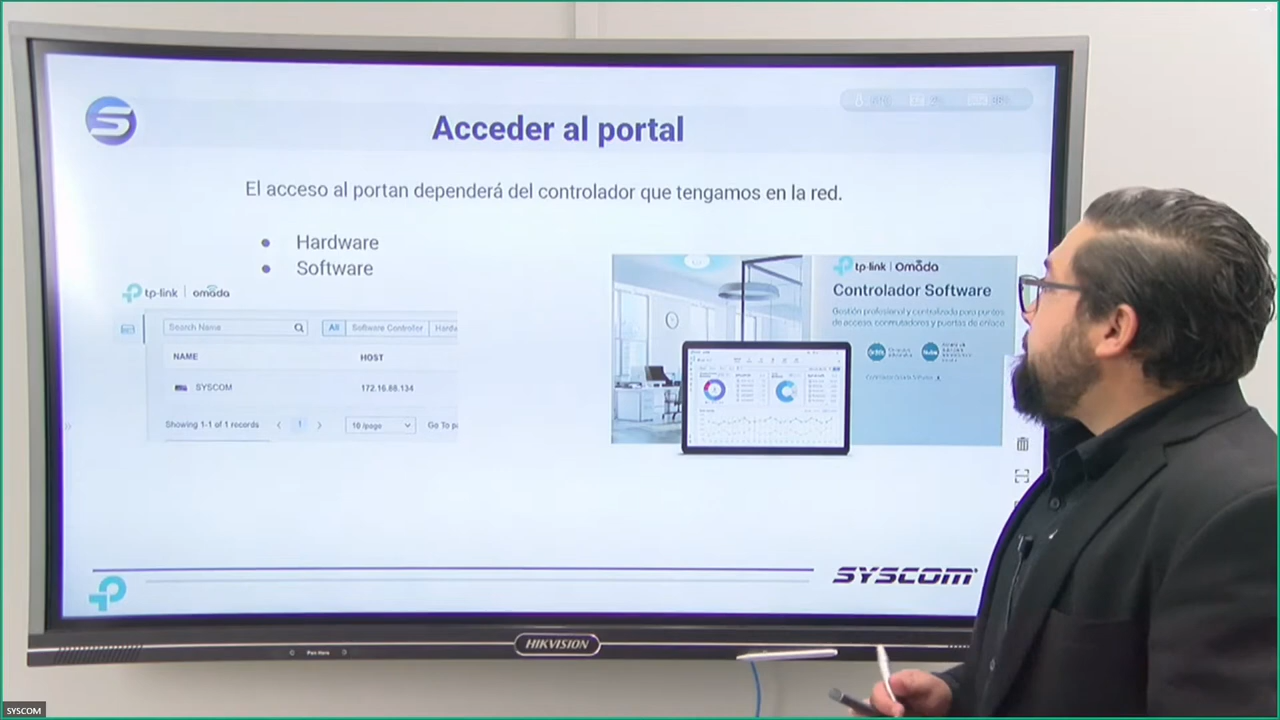 Acceder al portal
El acceso al portan dependerá del controlador que tengamos en la red.
Hardware
Software
tp-link | omada
Search Name
All Software Controller
NAME HOST
SYSCOM 172.16.88.134
Showing 1-1 of 1 records 1 10 /page Go To
tp-link | omada
Controlador Software
Gestión profesional y centralizada para puntos
de acceso, conmutadores y puertas de enlace
SYSCOM
HIKVISION
SYSCOM